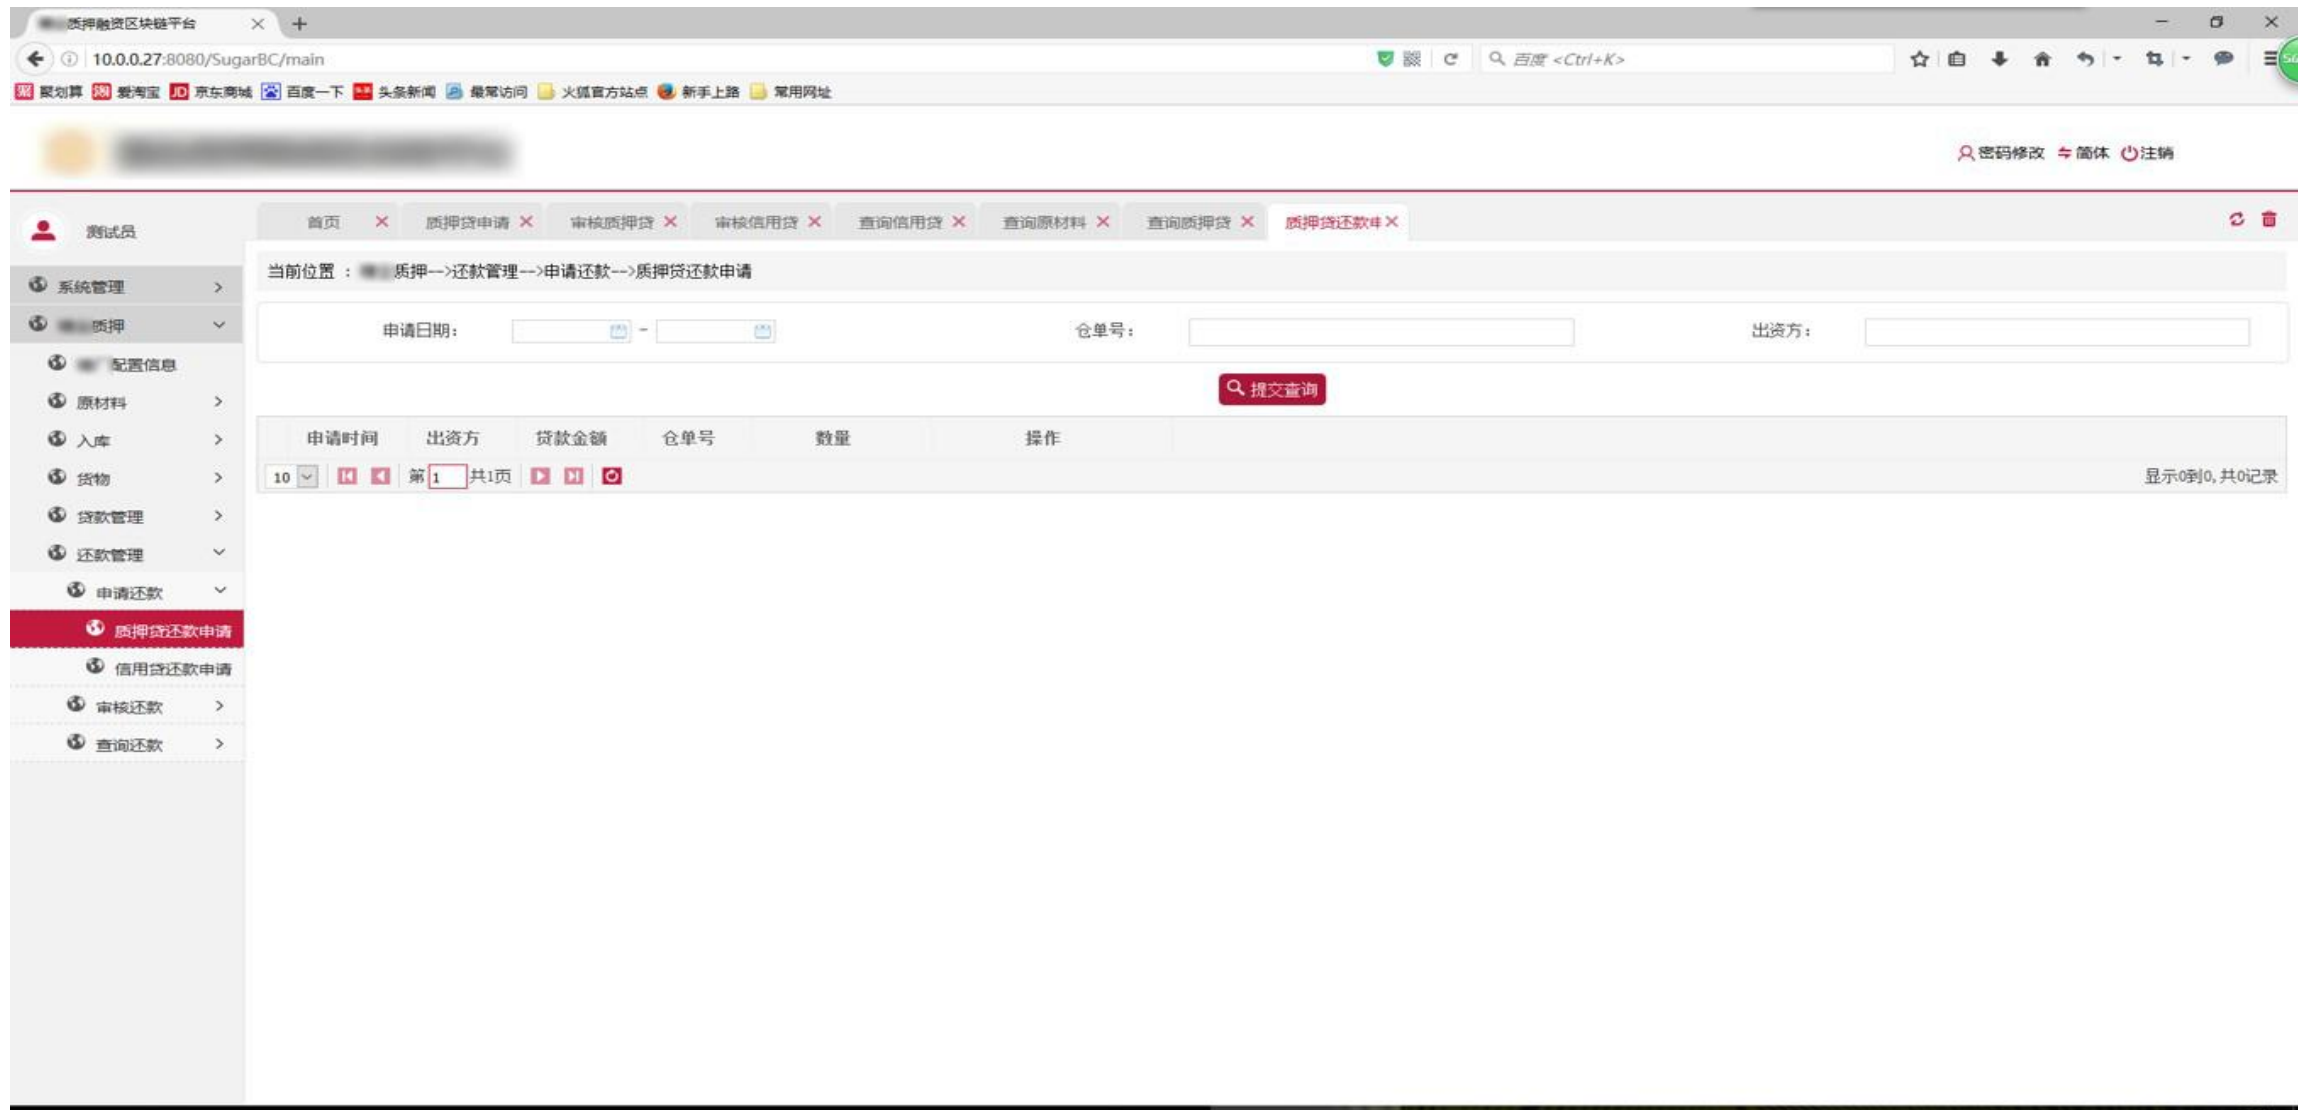 质押融资区块链平台
10.0.0.27:8080/SugarBC/main
百度 <Ctrl+K>
聚划算 爱淘宝 JD 京东商城 百度一下 头条新闻 最常访问 火狐官方站点 新手上路 常用网址
密码修改 简体 注销
测试员
首页 质押贷申请 审核质押贷 审核信用贷 查询信用贷 查询原材料 查询质押贷 质押贷还款申
当前位置 : 质押-->还款管理-->申请还款-->质押贷还款申请
系统管理
质押
配置信息
原材料
入库
货物
贷款管理
还款管理
申请还款
质押贷还款申请
信用贷还款申请
审核还款
查询还款
申请日期: - 仓单号: 出资方:
提交查询
申请时间 出资方 贷款金额 仓单号 数量 操作
10 第 1 共1页 显示0到0,共0记录